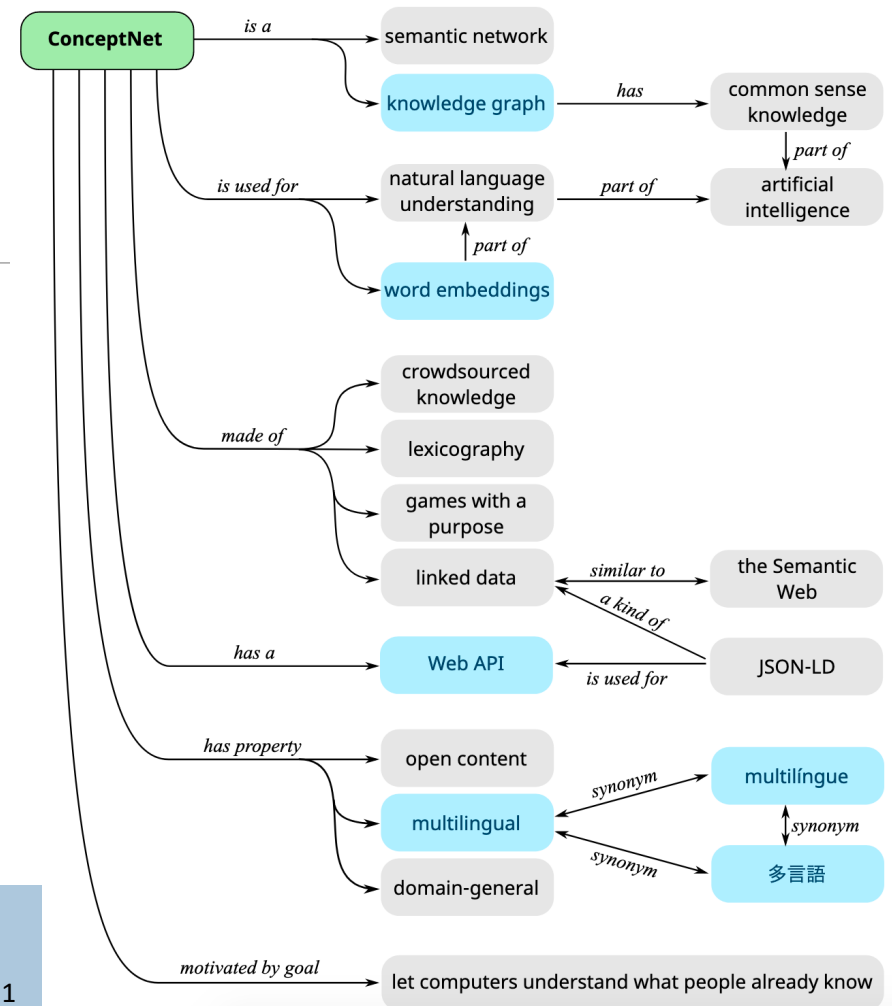 ConceptNet
is a
semantic network
knowledge graph
has
common sense
knowledge
part of
is used for
natural language
understanding
part of
artificial
intelligence
part of
word embeddings
made of
crowdsourced
knowledge
lexicography
games with a
purpose
linked data
similar to
the Semantic
Web
a kind of
has a
Web API
is used for
JSON-LD
has property
open content
multilingual
synonym
multilíngue
synonym
synonym
多言語
domain-general
motivated by goal
let computers understand what people already know
1